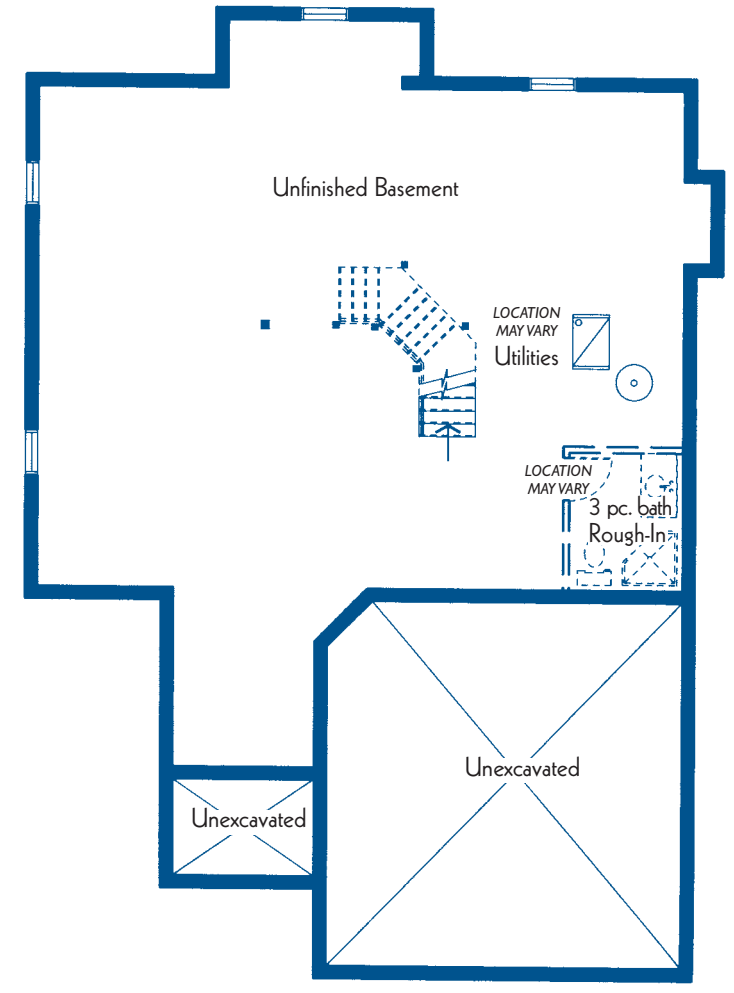 Unfinished Basement
LOCATION
MAY VARY
Utilities
LOCATION
MAY VARY
3 pc. bath
Rough-In
Unexcavated
Unexcavated